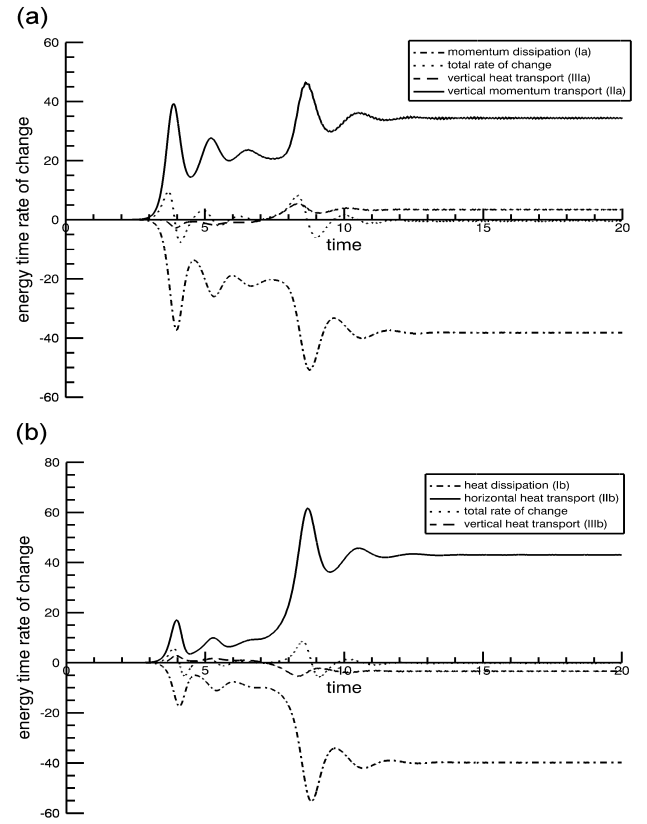 (a)
60
40
20
0
-20
-40
-60
energy time rate of change
momentum dissipation (Ia)
total rate of change
vertical heat transport (IIIa)
vertical momentum transport (IIa)
0
5
10
15
20
time
(b)
80
60
40
20
0
-20
-40
-60
energy time rate of change
heat dissipation (Ib)
horizontal heat transport (IIb)
total rate of change
vertical heat transport (IIIb)
0
5
10
15
20
time